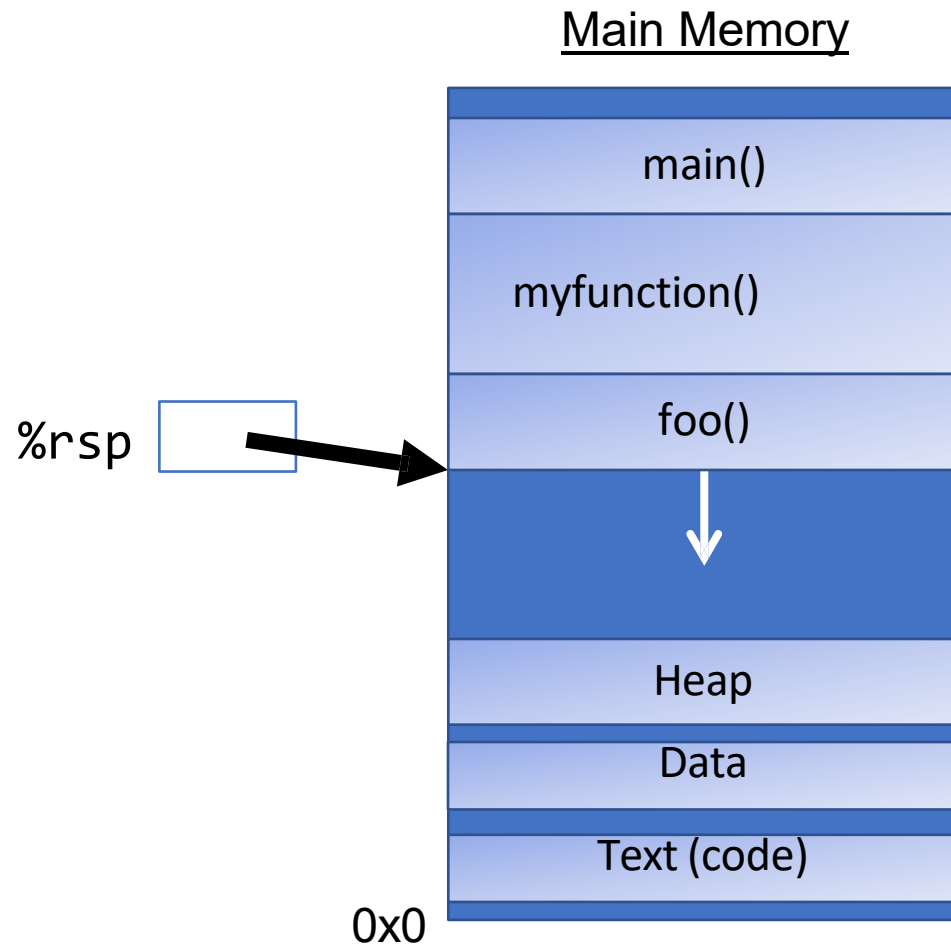 Main Memory
main()
myfunction()
foo()
%rsp
Heap
Data
Text (code)
0x0